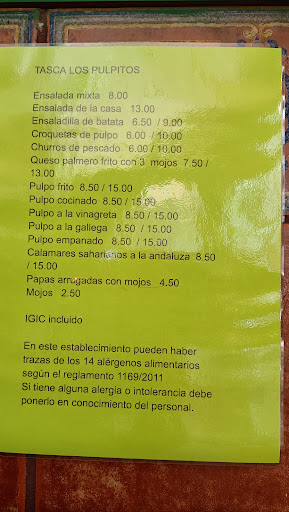 TASCA LOS PULPITOS
Ensalada mixta 8.00
Ensalada de la casa 13.00
Ensaladilla de batata 6.50 / 9.00
Croquetas de pulpo 6.00 / 10.00
Churros de pescado 6.00 / 10.00
Queso palmero frito con 3 mojos 7.50 /
13.00
Pulpo frito 8.50 / 15.00
Pulpo cocinado 8.50 / 15.00
Pulpo a la vinagreta 8.50 / 15.00
Pulpo a la gallega 8.50 / 15.00
Pulpo empanado 8.50 / 15.00
Calamares saharianos a la andaluza 8.50
/ 15.00
Papas arrugadas con mojos 4.50
Mojos 2.50
IGIC incluido
En este establecimiento pueden haber
trazas de los 14 alérgenos alimentarios
según el reglamento 1169/2011
Si tiene alguna alergia o intolerancia debe
ponerlo en conocimiento del personal.